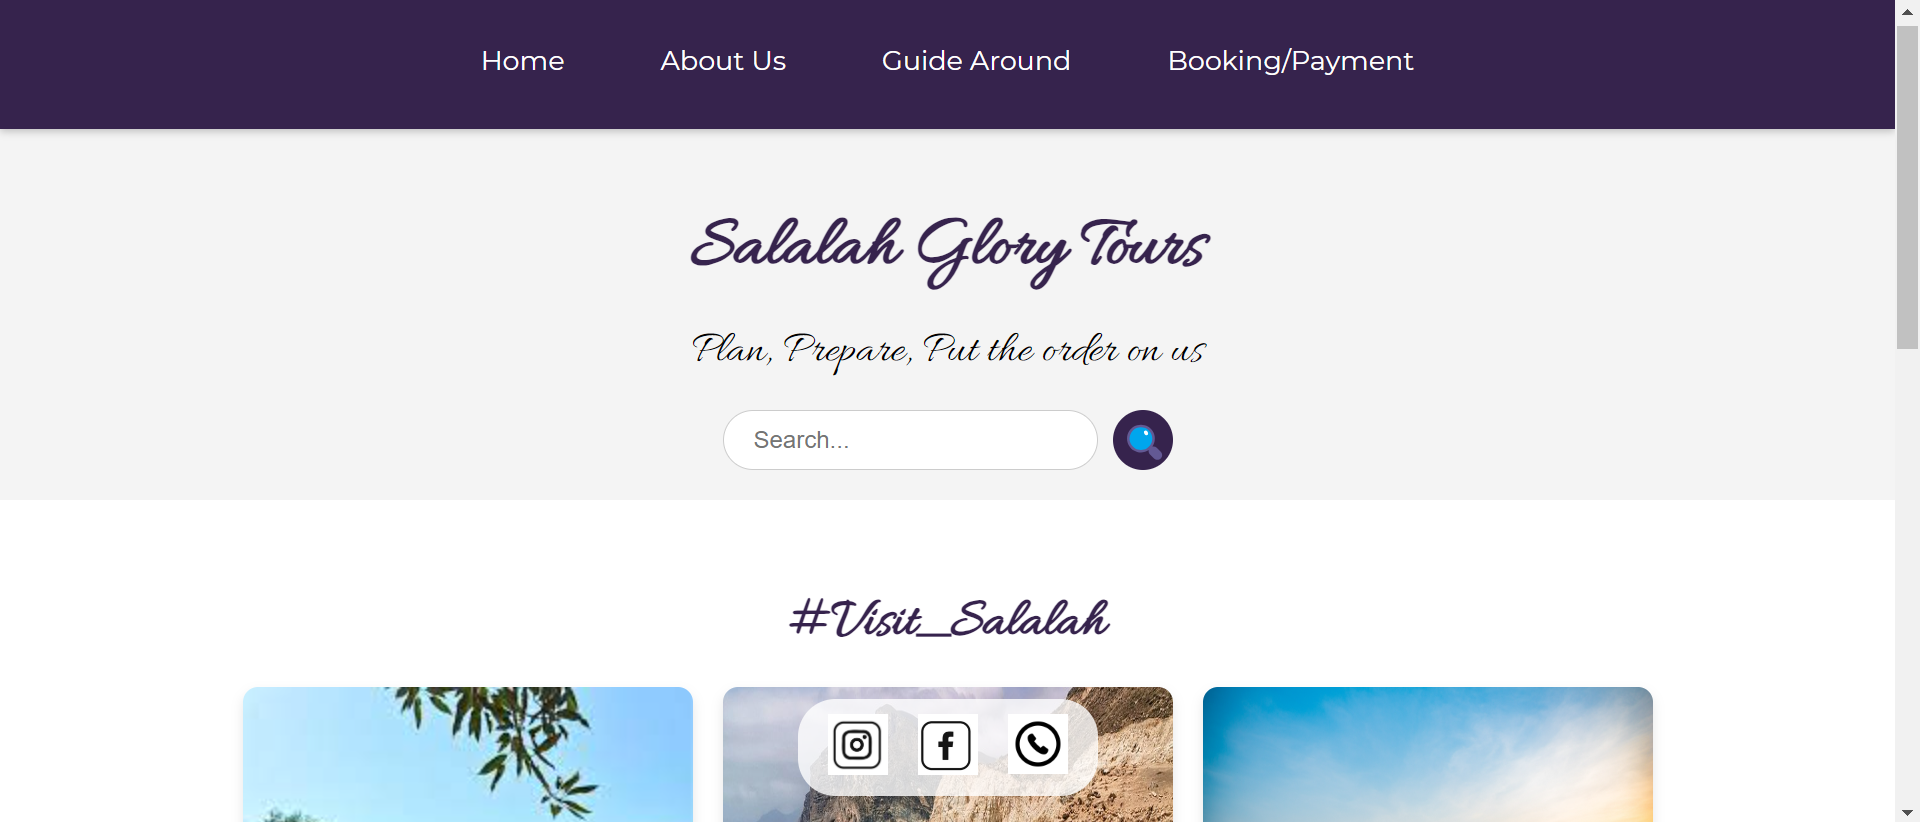 Home About Us Guide Around Booking/Payment
Salalah Glory Tours
Plan, Prepare, Put the order on us
Search...
#Visit_Salalah